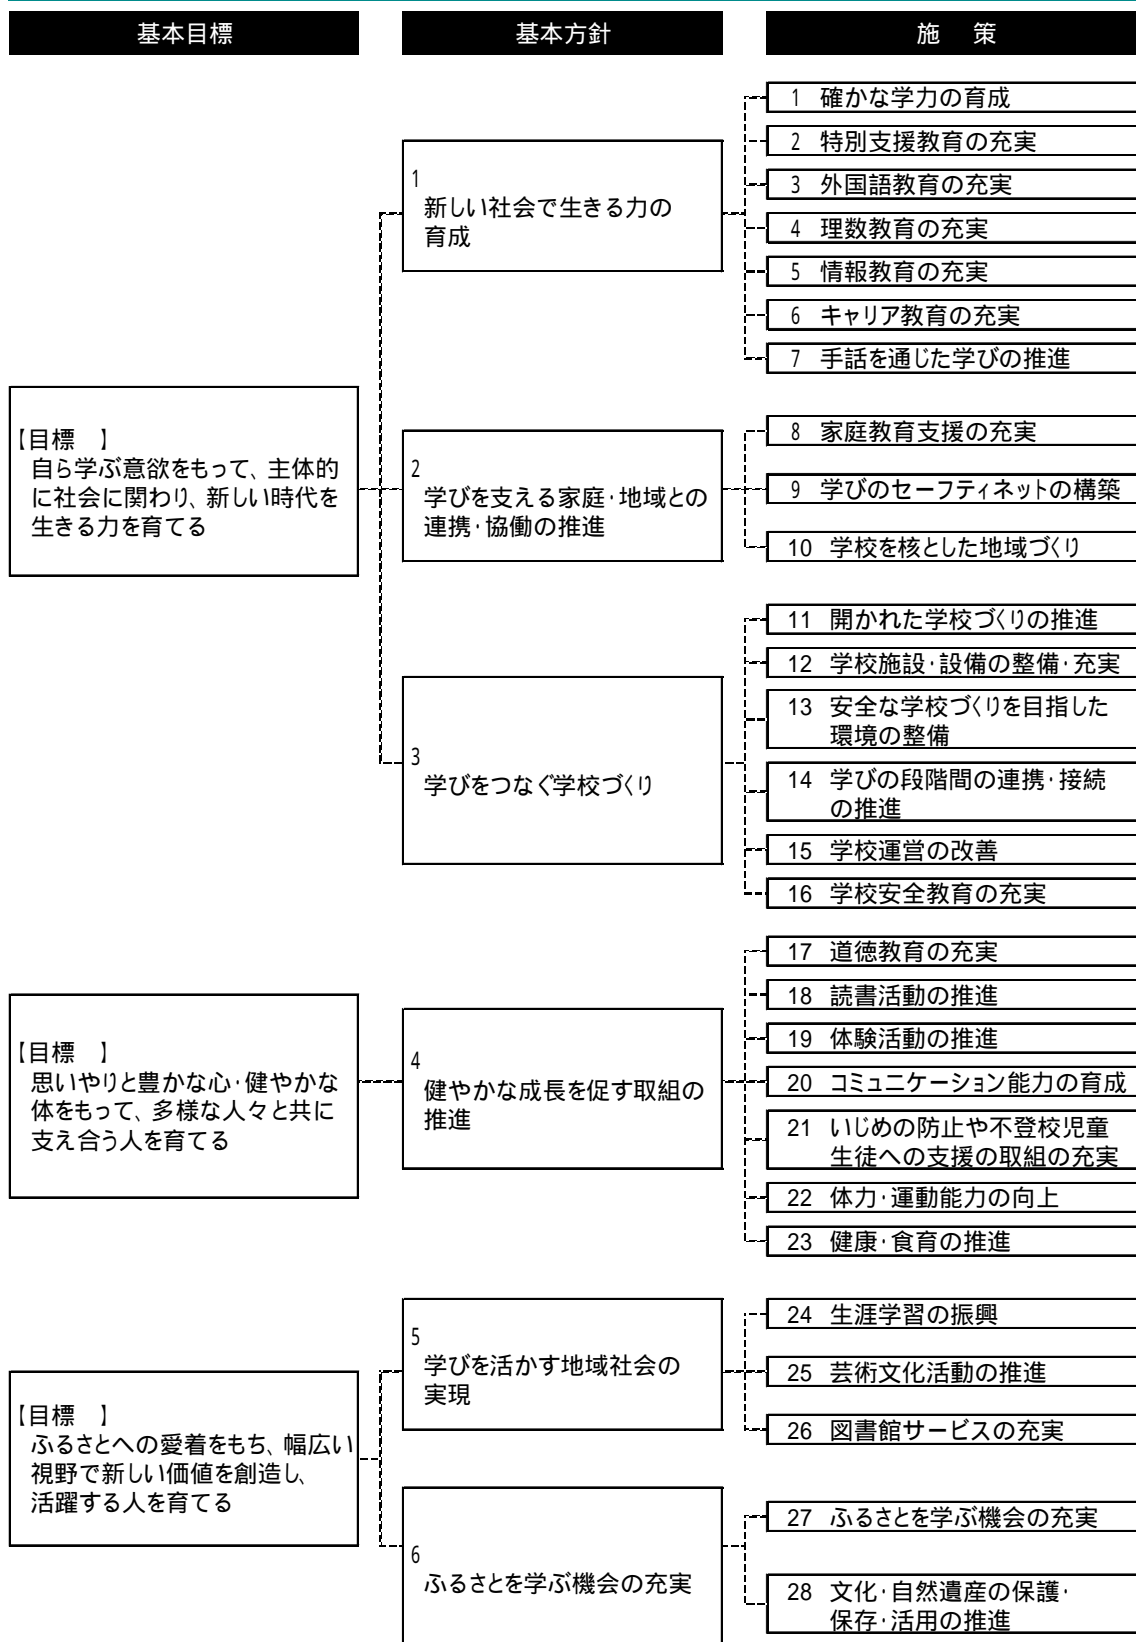 基本目標
基本方針
施 策
【目標 】
自ら学ぶ意欲をもって、主体的
に社会に関わり、新しい時代を
生きる力を育てる
1
新しい社会で生きる力の
育成
1 確かな学力の育成
2 特別支援教育の充実
3 外国語教育の充実
4 理数教育の充実
5 情報教育の充実
6 キャリア教育の充実
7 手話を通じた学びの推進
2
学びを支える家庭・地域との
連携・協働の推進
8 家庭教育支援の充実
9 学びのセーフティネットの構築
10 学校を核とした地域づくり
3
学びをつなぐ学校づくり
11 開かれた学校づくりの推進
12 学校施設・設備の整備・充実
13 安全な学校づくりを目指した
環境の整備
14 学びの段階間の連携・接続
の推進
15 学校運営の改善
16 学校安全教育の充実
【目標 】
思いやりと豊かな心・健やかな
体をもって、多様な人々と共に
支え合う人を育てる
4
健やかな成長を促す取組の
推進
17 道徳教育の充実
18 読書活動の推進
19 体験活動の推進
20 コミュニケーション能力の育成
21 いじめの防止や不登校児童
生徒への支援の取組の充実
22 体力・運動能力の向上
23 健康・食育の推進
【目標 】
ふるさとへの愛着をもち、幅広い
視野で新しい価値を創造し、
活躍する人を育てる
5
学びを活かす地域社会の
実現
24 生涯学習の振興
25 芸術文化活動の推進
26 図書館サービスの充実
6
ふるさとを学ぶ機会の充実
27 ふるさとを学ぶ機会の充実
28 文化・自然遺産の保護・
保存・活用の推進